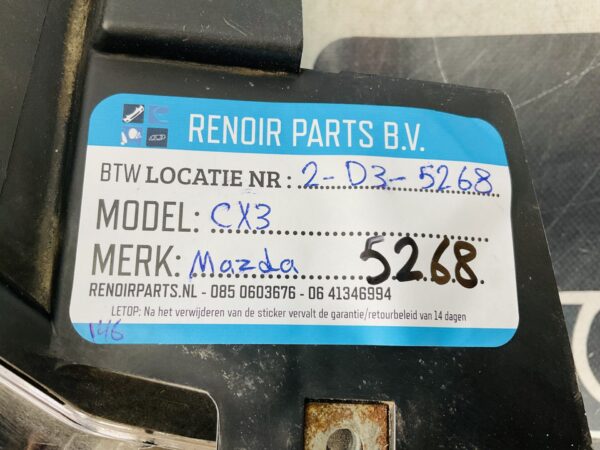 RENOIR PARTS B.V.
BTW LOCATIE NR : 2-D3-5268
MODEL: CX3
MERK: Mazda 5268
RENOIRPARTS.NL - 085 0603676 - 06 41346994
LETOP: Na het verwijderen van de sticker vervalt de garantie/retourbeleid van 14 dagen
146